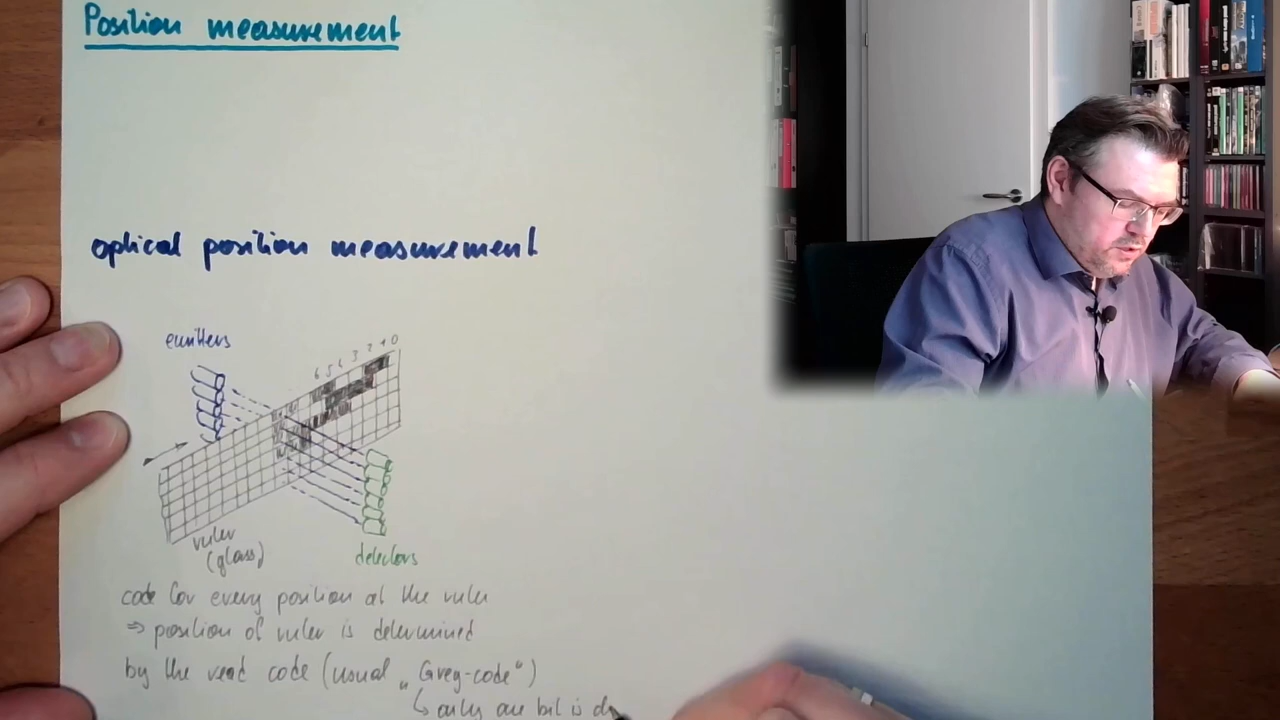 Position measurement
optical position measurement
emitters
6 5 4 3 2 1 0
ruler
(glass)
detectors
code for every position at the ruler
⇒ position of ruler is determined
by the read code (usual „Grey-code“)
↳ only one bit is d